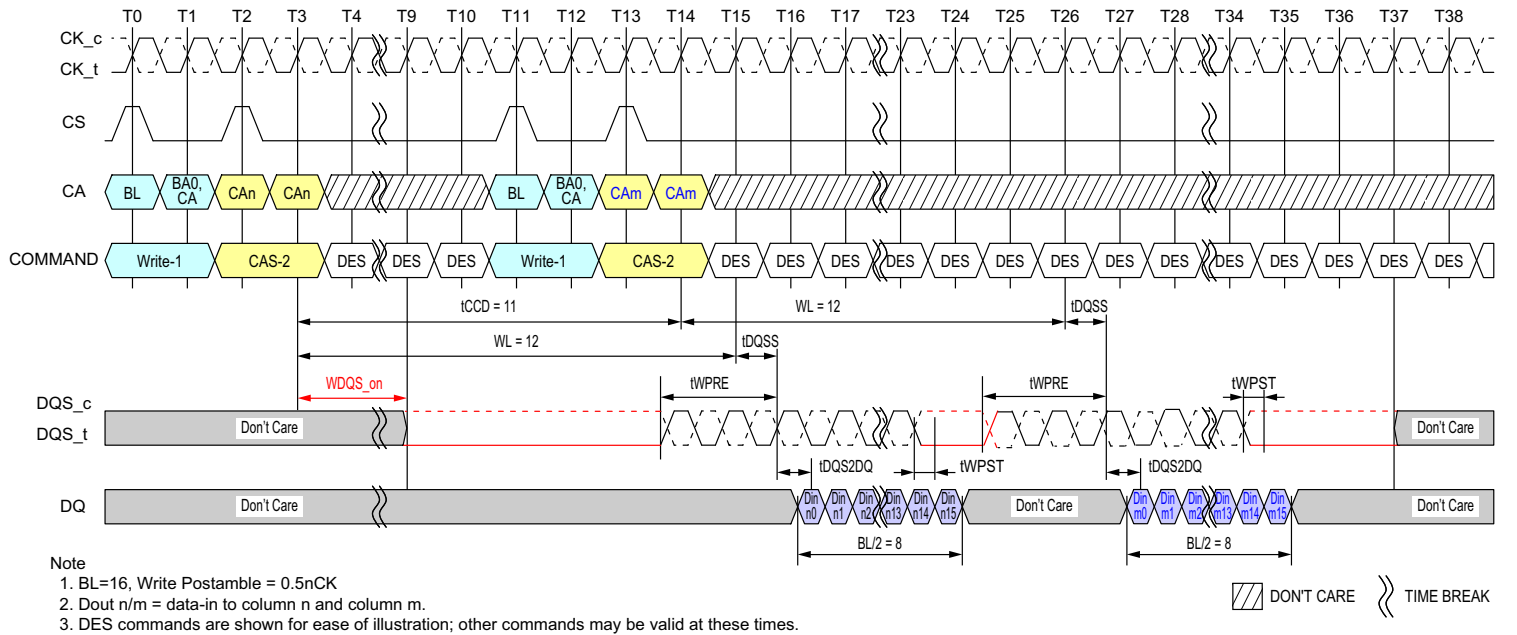 T0 T1 T2 T3 T4 T9 T10 T11 T12 T13 T14 T15 T16 T17 T23 T24 T25 T26 T27 T28 T34 T35 T36 T37 T38
CK_c
CK_t
CS
CA BL BA0, CA CAn CAn BL BA0, CA CAm CAm
COMMAND Write-1 CAS-2 DES DES DES Write-1 CAS-2 DES DES DES DES DES DES DES DES DES DES DES DES DES DES
tCCD = 11 WL = 12 tDQSS
WL = 12 tDQSS
WDQS_on tWPRE tWPRE tWPST
DQS_c
DQS_t Don't Care Don't Care
tDQS2DQ tWPST tDQS2DQ
DQ Don't Care Din n0 Din n1 Din n2 Din n13 Din n14 Din n15 Don't Care Din m0 Din m1 Din m2 Din m13 Din m14 Din m15 Don't Care
BL/2 = 8 BL/2 = 8
Note
1. BL=16, Write Postamble = 0.5nCK
2. Dout n/m = data-in to column n and column m.
3. DES commands are shown for ease of illustration; other commands may be valid at these times.
DON'T CARE TIME BREAK